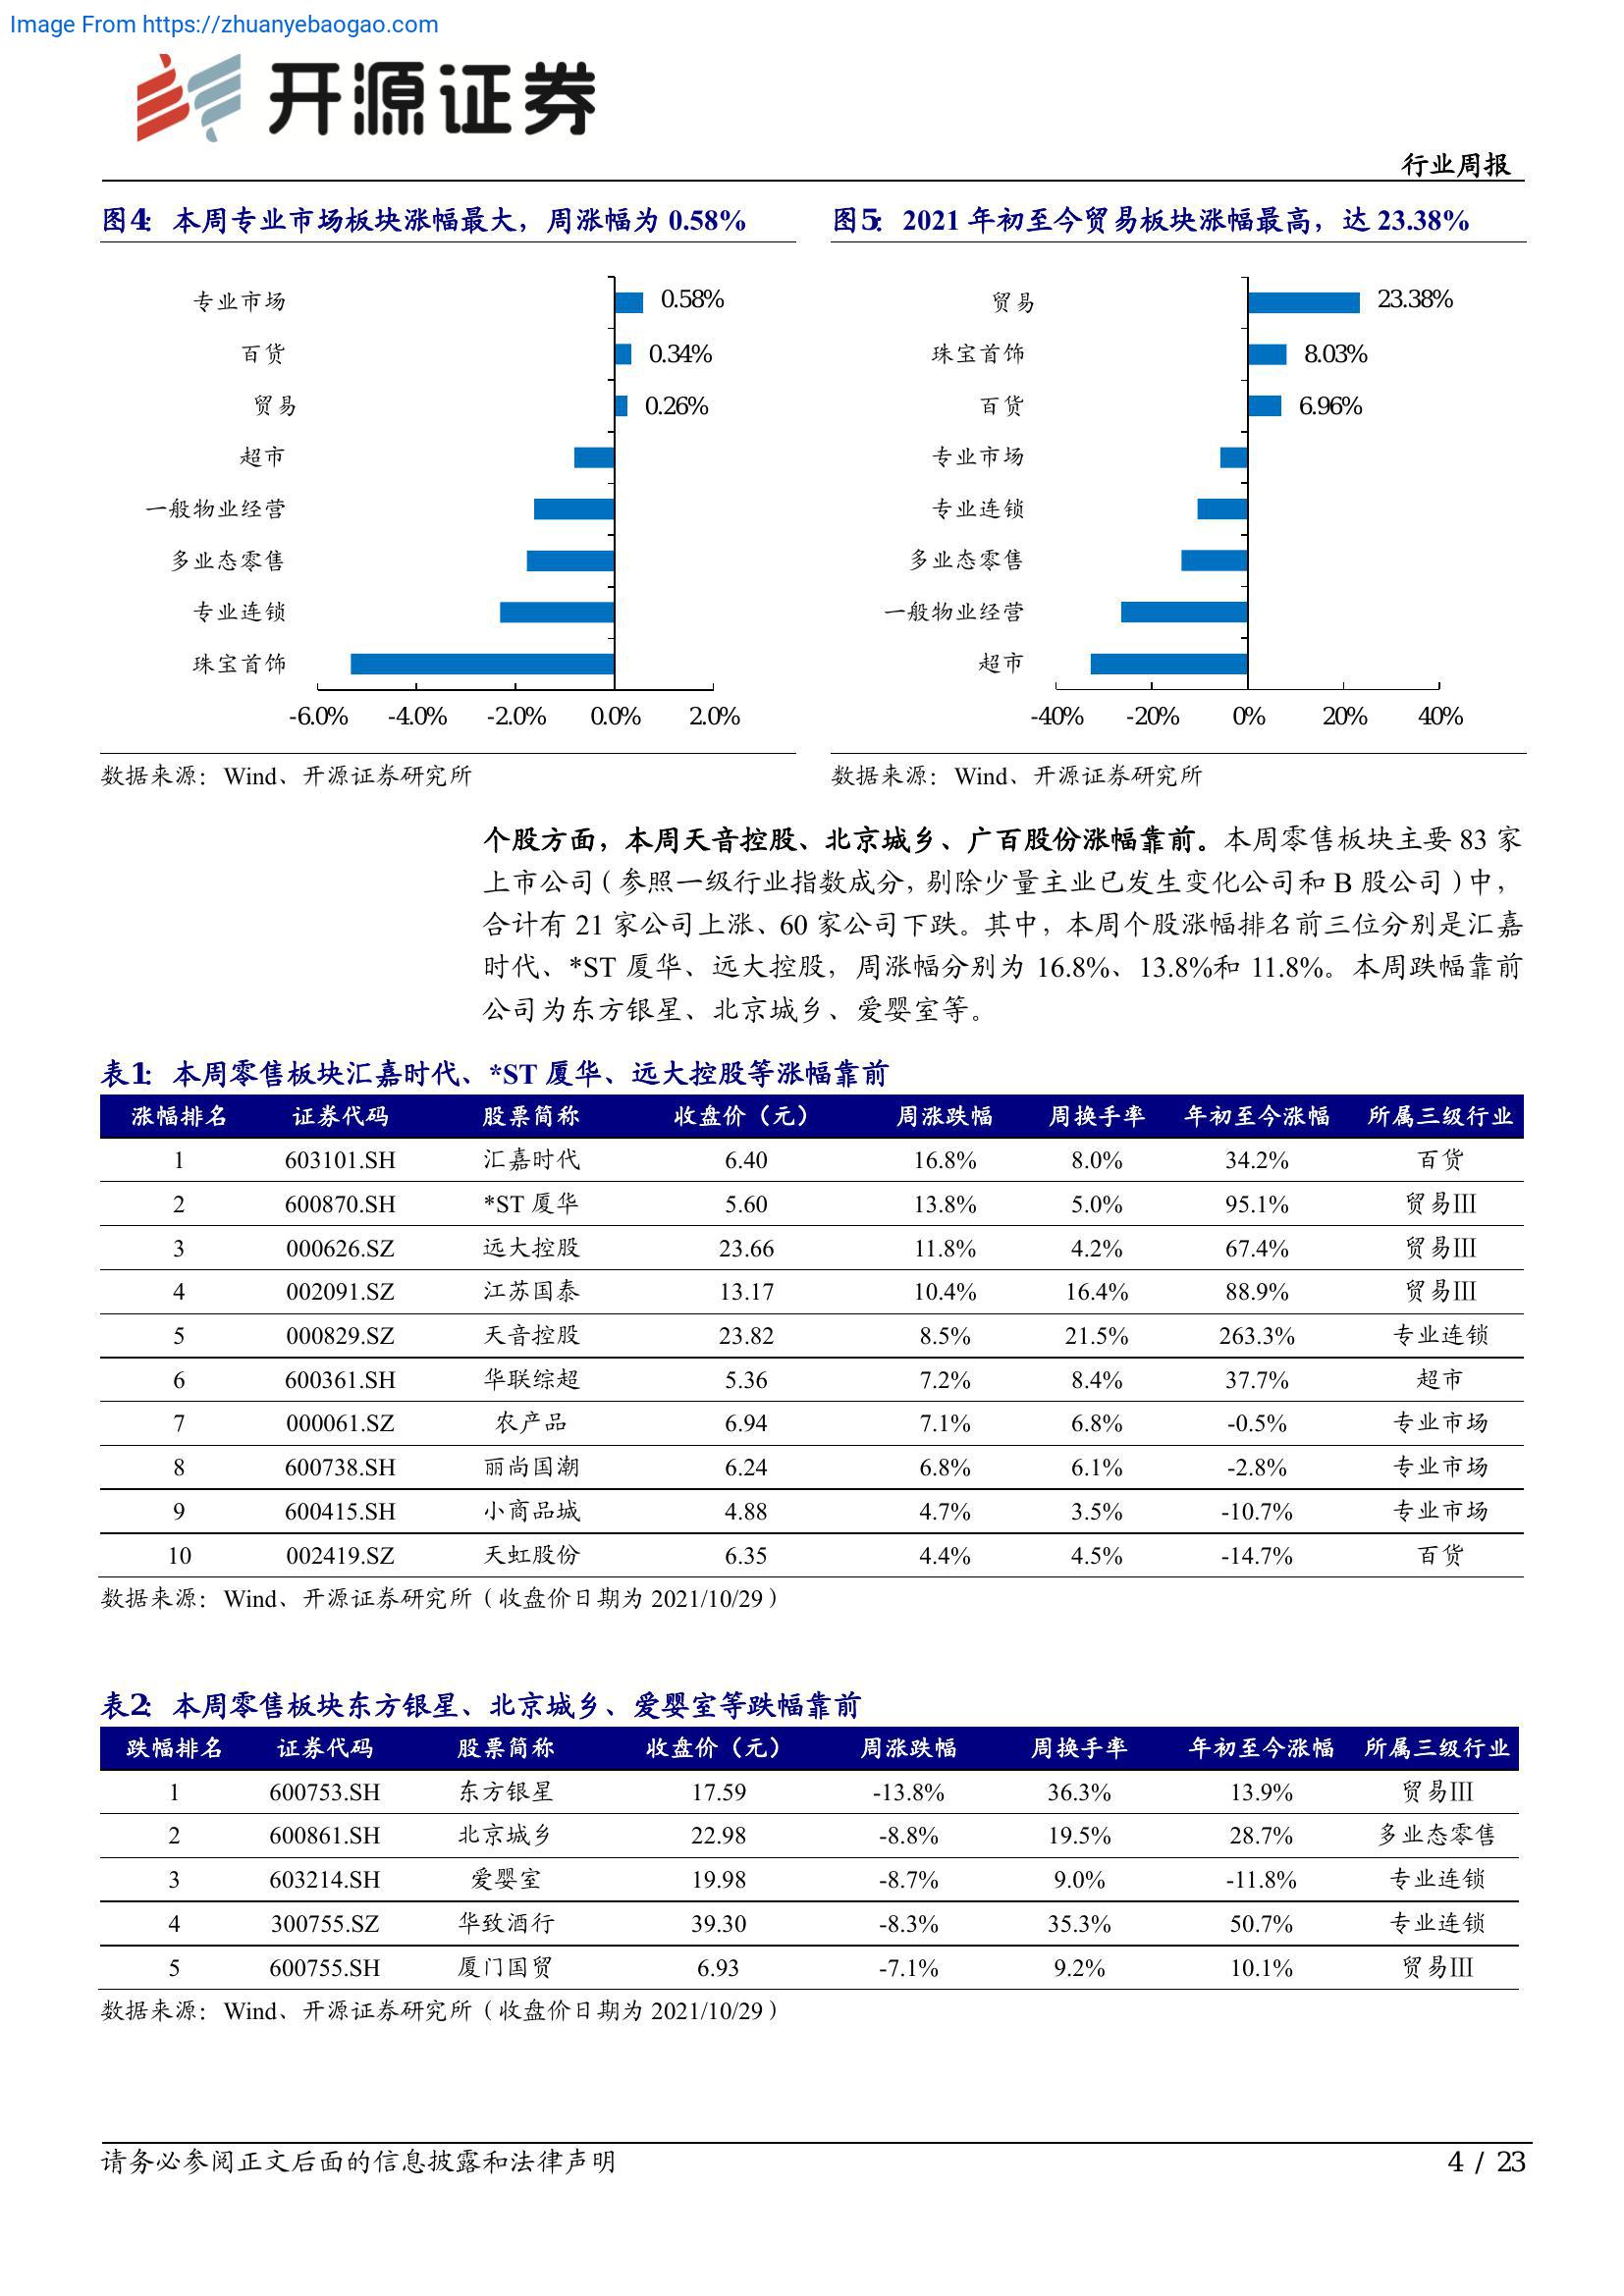 Image From https://zhuanyebaogao.com
开源证券
行业周报
图4： 本周专业市场板块涨幅最大，周涨幅为 0.58%
专业市场 0.58%
百货 0.34%
贸易 0.26%
超市
一般物业经营
多业态零售
专业连锁
珠宝首饰
-6.0% -4.0% -2.0% 0.0% 2.0%
数据来源：Wind、开源证券研究所
图5： 2021 年初至今贸易板块涨幅最高，达 23.38%
贸易 23.38%
珠宝首饰 8.03%
百货 6.96%
专业市场
专业连锁
多业态零售
一般物业经营
超市
-40% -20% 0% 20% 40%
数据来源：Wind、开源证券研究所
个股方面，本周天音控股、北京城乡、广百股份涨幅靠前。本周零售板块主要 83 家
上市公司（参照一级行业指数成分，剔除少量主业已发生变化公司和 B 股公司）中，
合计有 21 家公司上涨、60 家公司下跌。其中，本周个股涨幅排名前三位分别是汇嘉
时代、*ST 厦华、远大控股，周涨幅分别为 16.8%、13.8%和 11.8%。本周跌幅靠前
公司为东方银星、北京城乡、爱婴室等。
表1： 本周零售板块汇嘉时代、*ST 厦华、远大控股等涨幅靠前
涨幅排名 证券代码 股票简称 收盘价（元） 周涨跌幅 周换手率 年初至今涨幅 所属三级行业
1 603101.SH 汇嘉时代 6.40 16.8% 8.0% 34.2% 百货
2 600870.SH *ST 厦华 5.60 13.8% 5.0% 95.1% 贸易Ⅲ
3 000626.SZ 远大控股 23.66 11.8% 4.2% 67.4% 贸易Ⅲ
4 002091.SZ 江苏国泰 13.17 10.4% 16.4% 88.9% 贸易Ⅲ
5 000829.SZ 天音控股 23.82 8.5% 21.5% 263.3% 专业连锁
6 600361.SH 华联综超 5.36 7.2% 8.4% 37.7% 超市
7 000061.SZ 农产品 6.94 7.1% 6.8% -0.5% 专业市场
8 600738.SH 丽尚国潮 6.24 6.8% 6.1% -2.8% 专业市场
9 600415.SH 小商品城 4.88 4.7% 3.5% -10.7% 专业市场
10 002419.SZ 天虹股份 6.35 4.4% 4.5% -14.7% 百货
数据来源：Wind、开源证券研究所（收盘价日期为 2021/10/29）
表2： 本周零售板块东方银星、北京城乡、爱婴室等跌幅靠前
跌幅排名 证券代码 股票简称 收盘价（元） 周涨跌幅 周换手率 年初至今涨幅 所属三级行业
1 600753.SH 东方银星 17.59 -13.8% 36.3% 13.9% 贸易Ⅲ
2 600861.SH 北京城乡 22.98 -8.8% 19.5% 28.7% 多业态零售
3 603214.SH 爱婴室 19.98 -8.7% 9.0% -11.8% 专业连锁
4 300755.SZ 华致酒行 39.30 -8.3% 35.3% 50.7% 专业连锁
5 600755.SH 厦门国贸 6.93 -7.1% 9.2% 10.1% 贸易Ⅲ
数据来源：Wind、开源证券研究所（收盘价日期为 2021/10/29）
请务必参阅正文后面的信息披露和法律声明 4 / 23